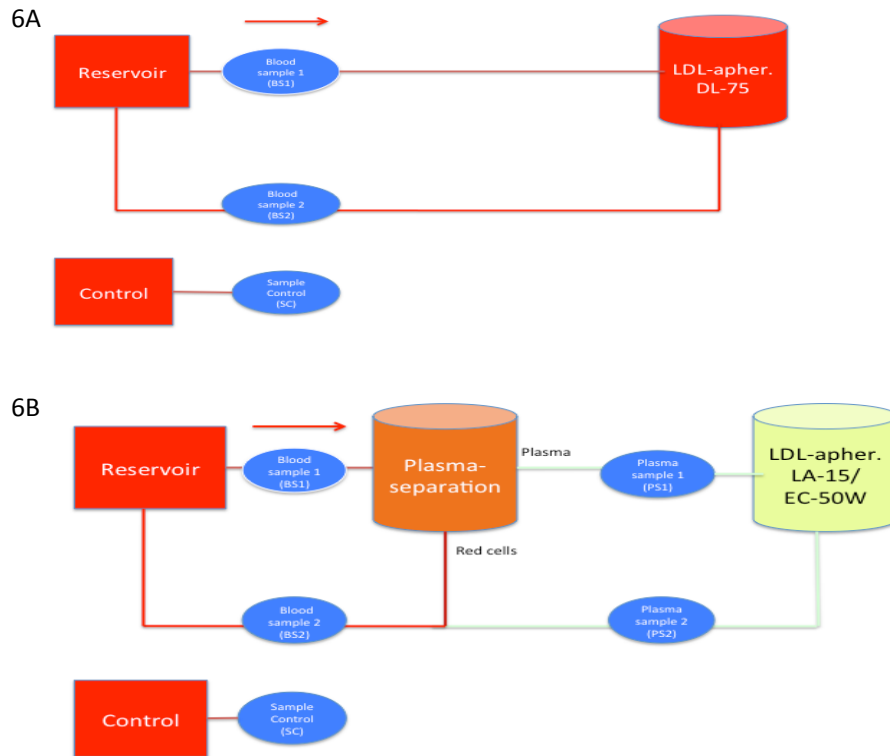 6A
Reservoir
Blood
sample 1
(BS1)
LDL-apher.
DL-75
Blood
sample 2
(BS2)
Control
Sample
Control
(SC)
6B
Reservoir
Blood
sample 1
(BS1)
Plasma-
separation
Plasma
Plasma
sample 1
(PS1)
LDL-apher.
LA-15/
EC-50W
Red cells
Blood
sample 2
(BS2)
Plasma
sample 2
(PS2)
Control
Sample
Control
(SC)